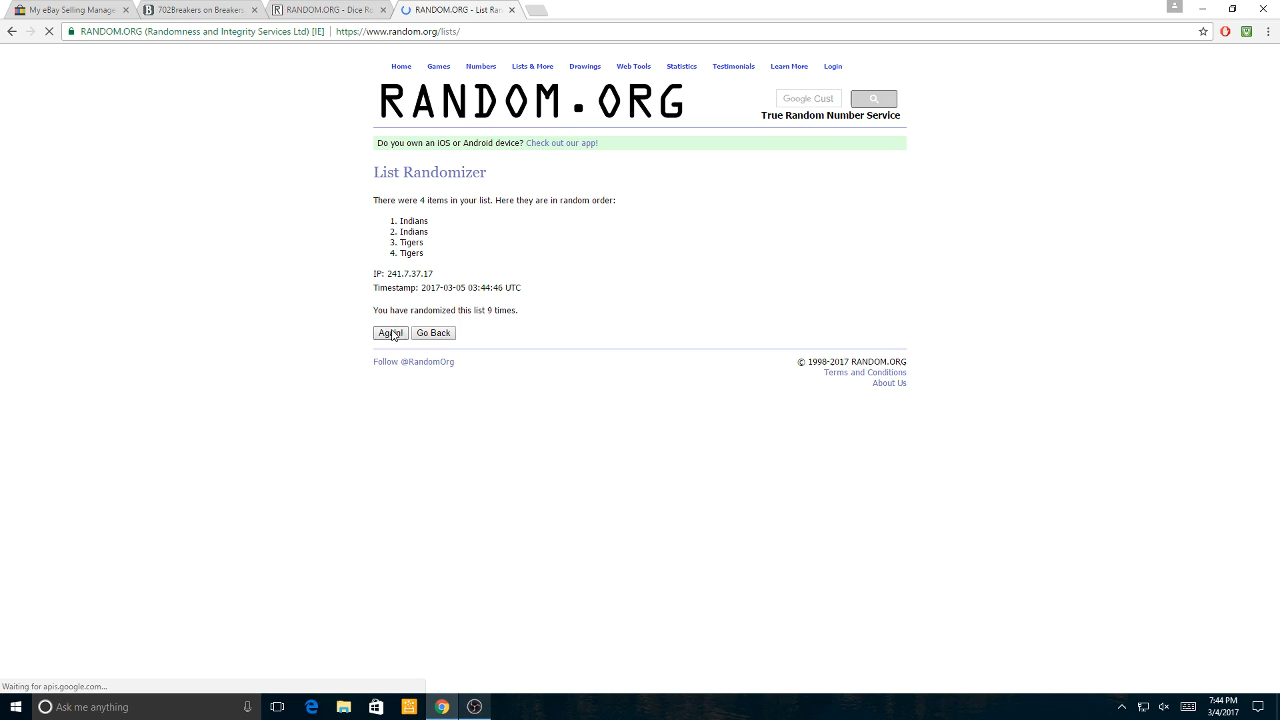 My eBay Selling Manage
702Breakers on Breakers
RANDOM.ORG - Dice Ro
RANDOM.ORG - List Ran
RANDOM.ORG (Randomness and Integrity Services Ltd) [IE] https://www.random.org/lists/
Home Games Numbers Lists & More Drawings Web Tools Statistics Testimonials Learn More Login
RANDOM.ORG
Google Cust
True Random Number Service
Do you own an iOS or Android device? Check out our app!
List Randomizer
There were 4 items in your list. Here they are in random order:
1. Indians
2. Indians
3. Tigers
4. Tigers
IP: 241.7.37.17
Timestamp: 2017-03-05 03:44:46 UTC
You have randomized this list 9 times.
Again! Go Back
Follow @RandomOrg
© 1998-2017 RANDOM.ORG
Terms and Conditions
About Us
Waiting for apis.google.com...
Ask me anything
7:44 PM
3/4/2017